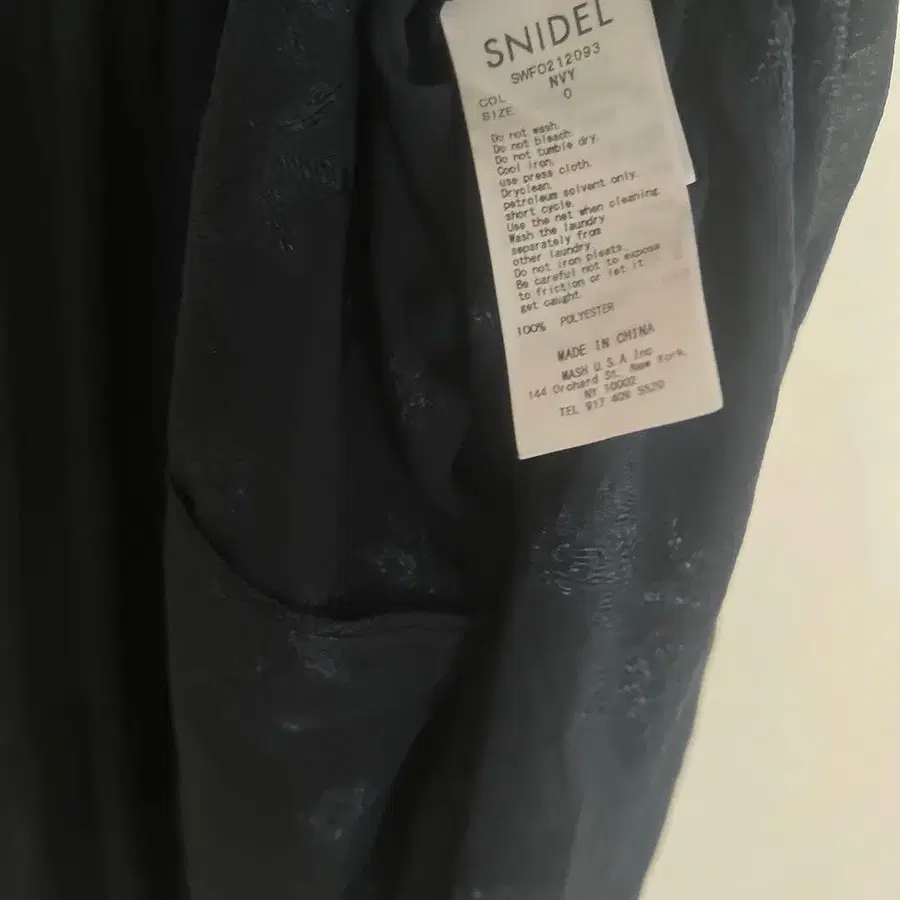 SNIDEL
SWFO212093
COL NVY
SIZE 0
Do not wash.
Do not bleach.
Do not tumble dry.
Cool iron.
use press cloth.
Dryclean.
petroleum solvent only.
short cycle.
Use the net when cleaning.
Wash the laundry
separately from
other laundry.
Do not iron pleats.
Be careful not to expose
to friction or let it
get caught.
100% POLYESTER
MADE IN CHINA
MASH U.S.A Inc
144 Orchard St. New York,
NY 10002
TEL 917 409 5520